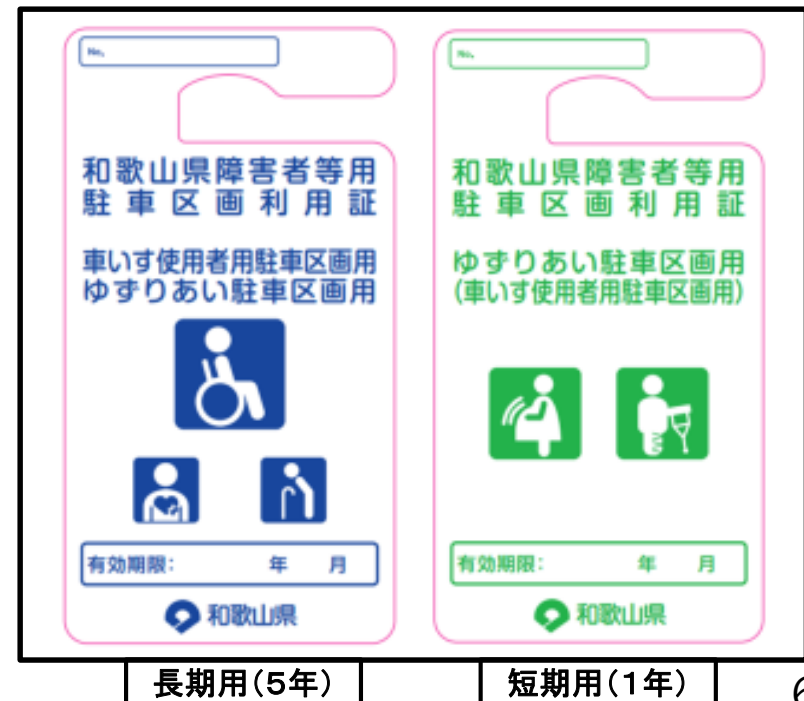 No.
和歌山県障害者等用
駐車区画利用証
車いす使用者用駐車区画用
ゆずりあい駐車区画用
有効期限: 年 月
和歌山県
長期用(5年)
No.
和歌山県障害者等用
駐車区画利用証
ゆずりあい駐車区画用
(車いす使用者用駐車区画用)
有効期限: 年 月
和歌山県
短期用(1年)